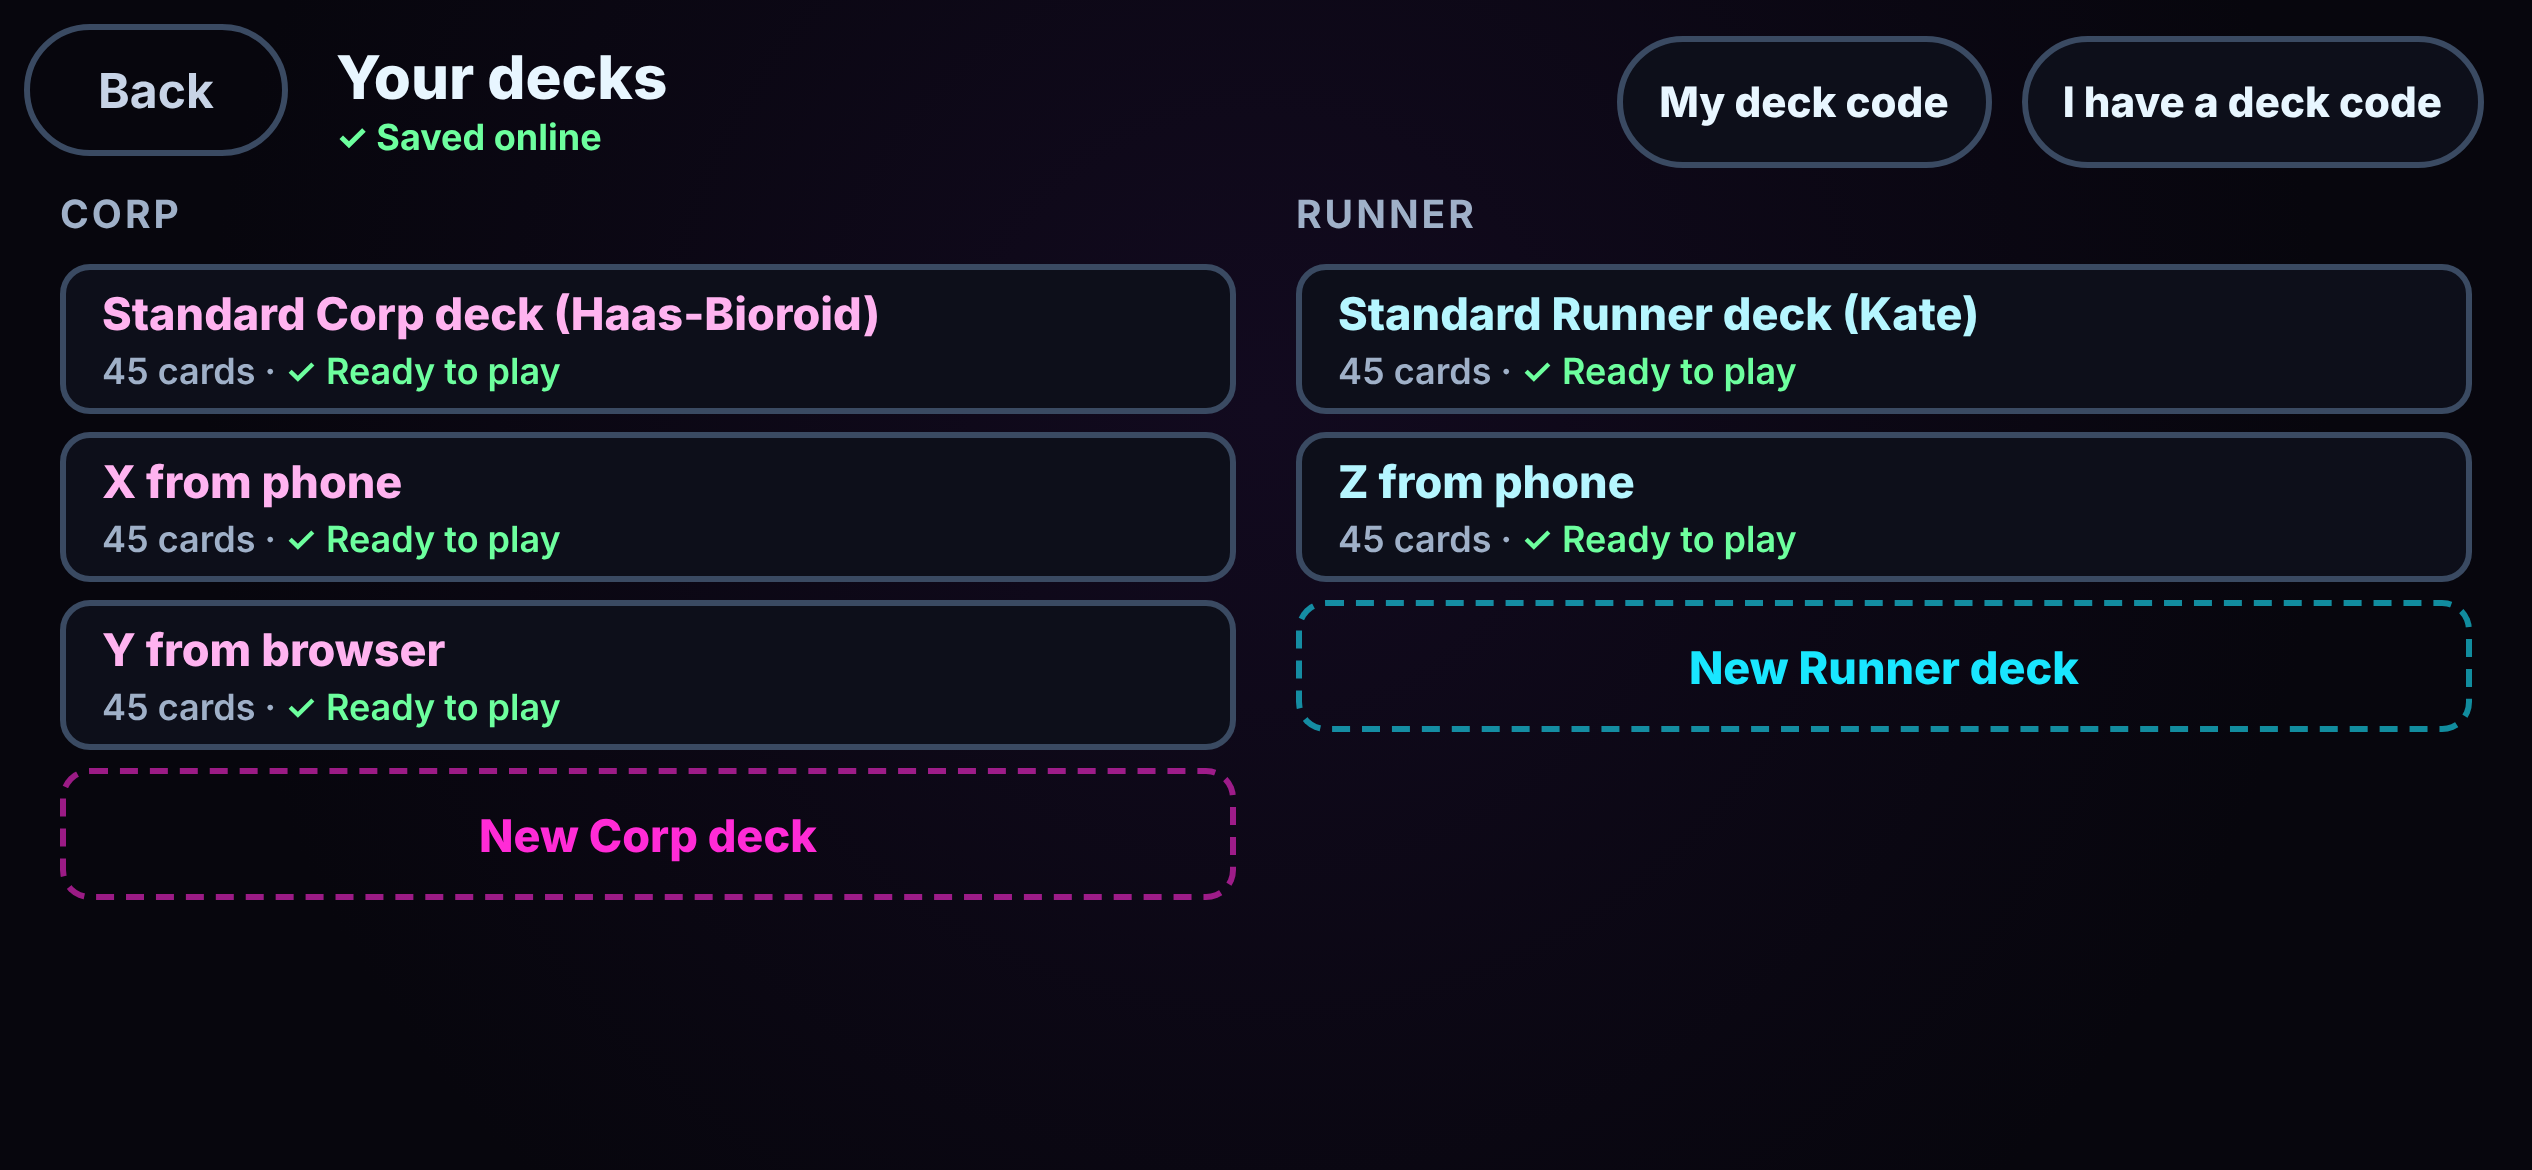 Back
Your decks
✓ Saved online
My deck code
I have a deck code
CORP
Standard Corp deck (Haas-Bioroid)
45 cards · ✓ Ready to play
X from phone
45 cards · ✓ Ready to play
Y from browser
45 cards · ✓ Ready to play
New Corp deck
RUNNER
Standard Runner deck (Kate)
45 cards · ✓ Ready to play
Z from phone
45 cards · ✓ Ready to play
New Runner deck